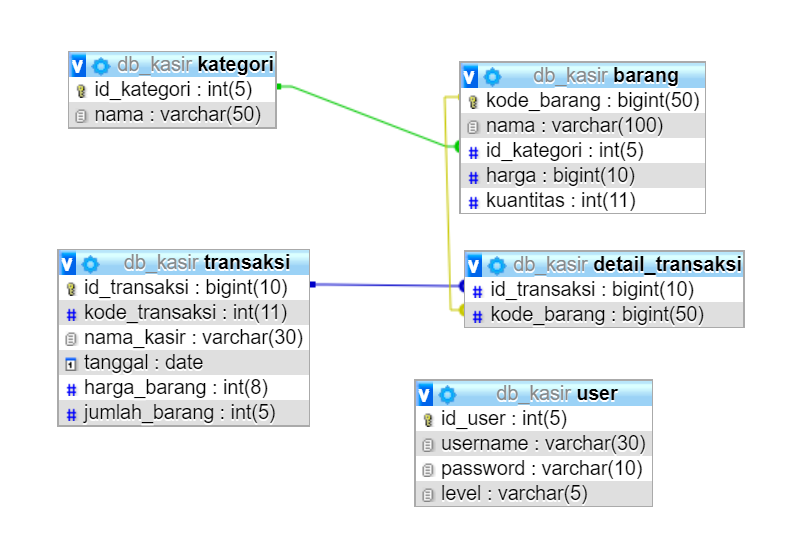 db_kasir kategori
id_kategori : int(5)
nama : varchar(50)
db_kasir barang
kode_barang : bigint(50)
nama : varchar(100)
# id_kategori : int(5)
# harga : bigint(10)
# kuantitas : int(11)
db_kasir transaksi
id_transaksi : bigint(10)
# kode_transaksi : int(11)
nama_kasir : varchar(30)
tanggal : date
# harga_barang : int(8)
# jumlah_barang : int(5)
db_kasir detail_transaksi
# id_transaksi : bigint(10)
# kode_barang : bigint(50)
db_kasir user
id_user : int(5)
username : varchar(30)
password : varchar(10)
level : varchar(5)